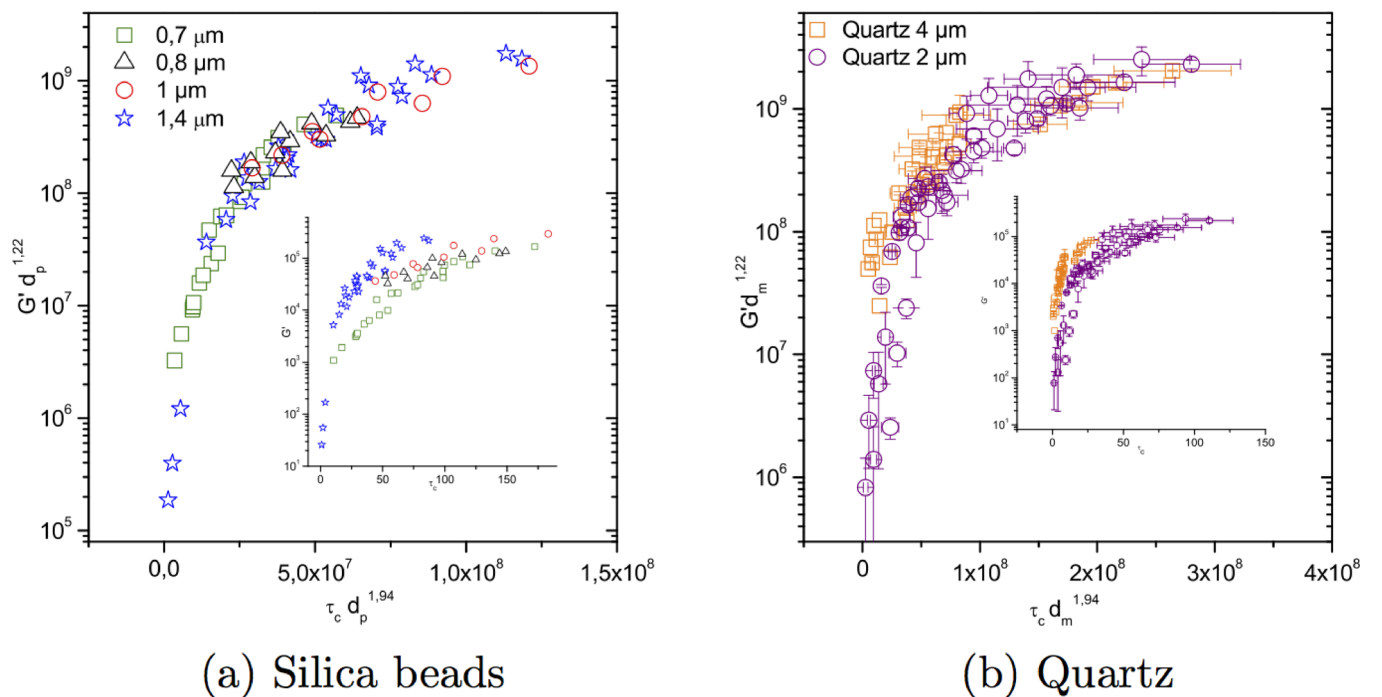 0,7 µm
0,8 µm
1 µm
1,4 µm
G' d_p^1,22
10^9
10^8
10^7
10^6
10^5
0,0
5,0x10^7
1,0x10^8
1,5x10^8
τ_c d_p^1,94
G'
10^5
10^4
10^3
10^2
10^1
0
50
100
150
τ_c
(a) Silica beads
Quartz 4 µm
Quartz 2 µm
G'd_m^1,22
10^9
10^8
10^7
10^6
0
1x10^8
2x10^8
3x10^8
4x10^8
τ_c d_m^1,94
G'
10^5
10^4
10^3
10^2
10^1
0
50
100
150
τ_c
(b) Quartz